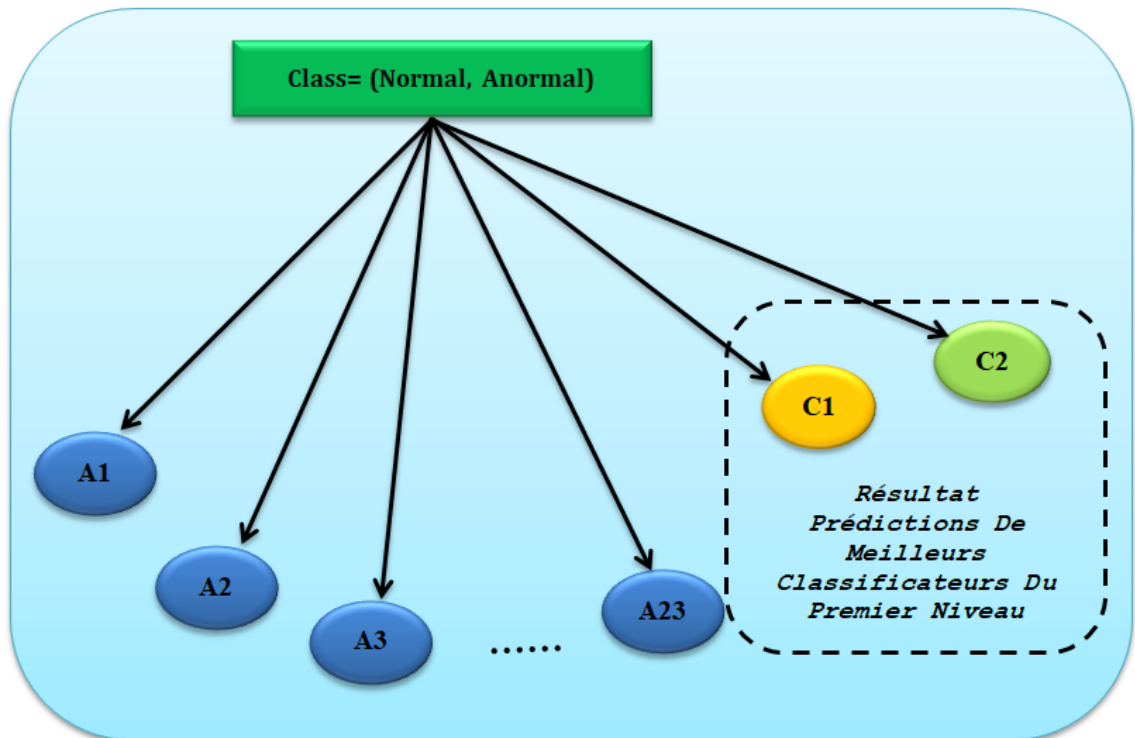 Class= (Normal, Anormal)
C2
C1
A1
Résultat
Prédictions De
Meilleurs
Classificateurs Du
Premier Niveau
A2
A3
......
A23